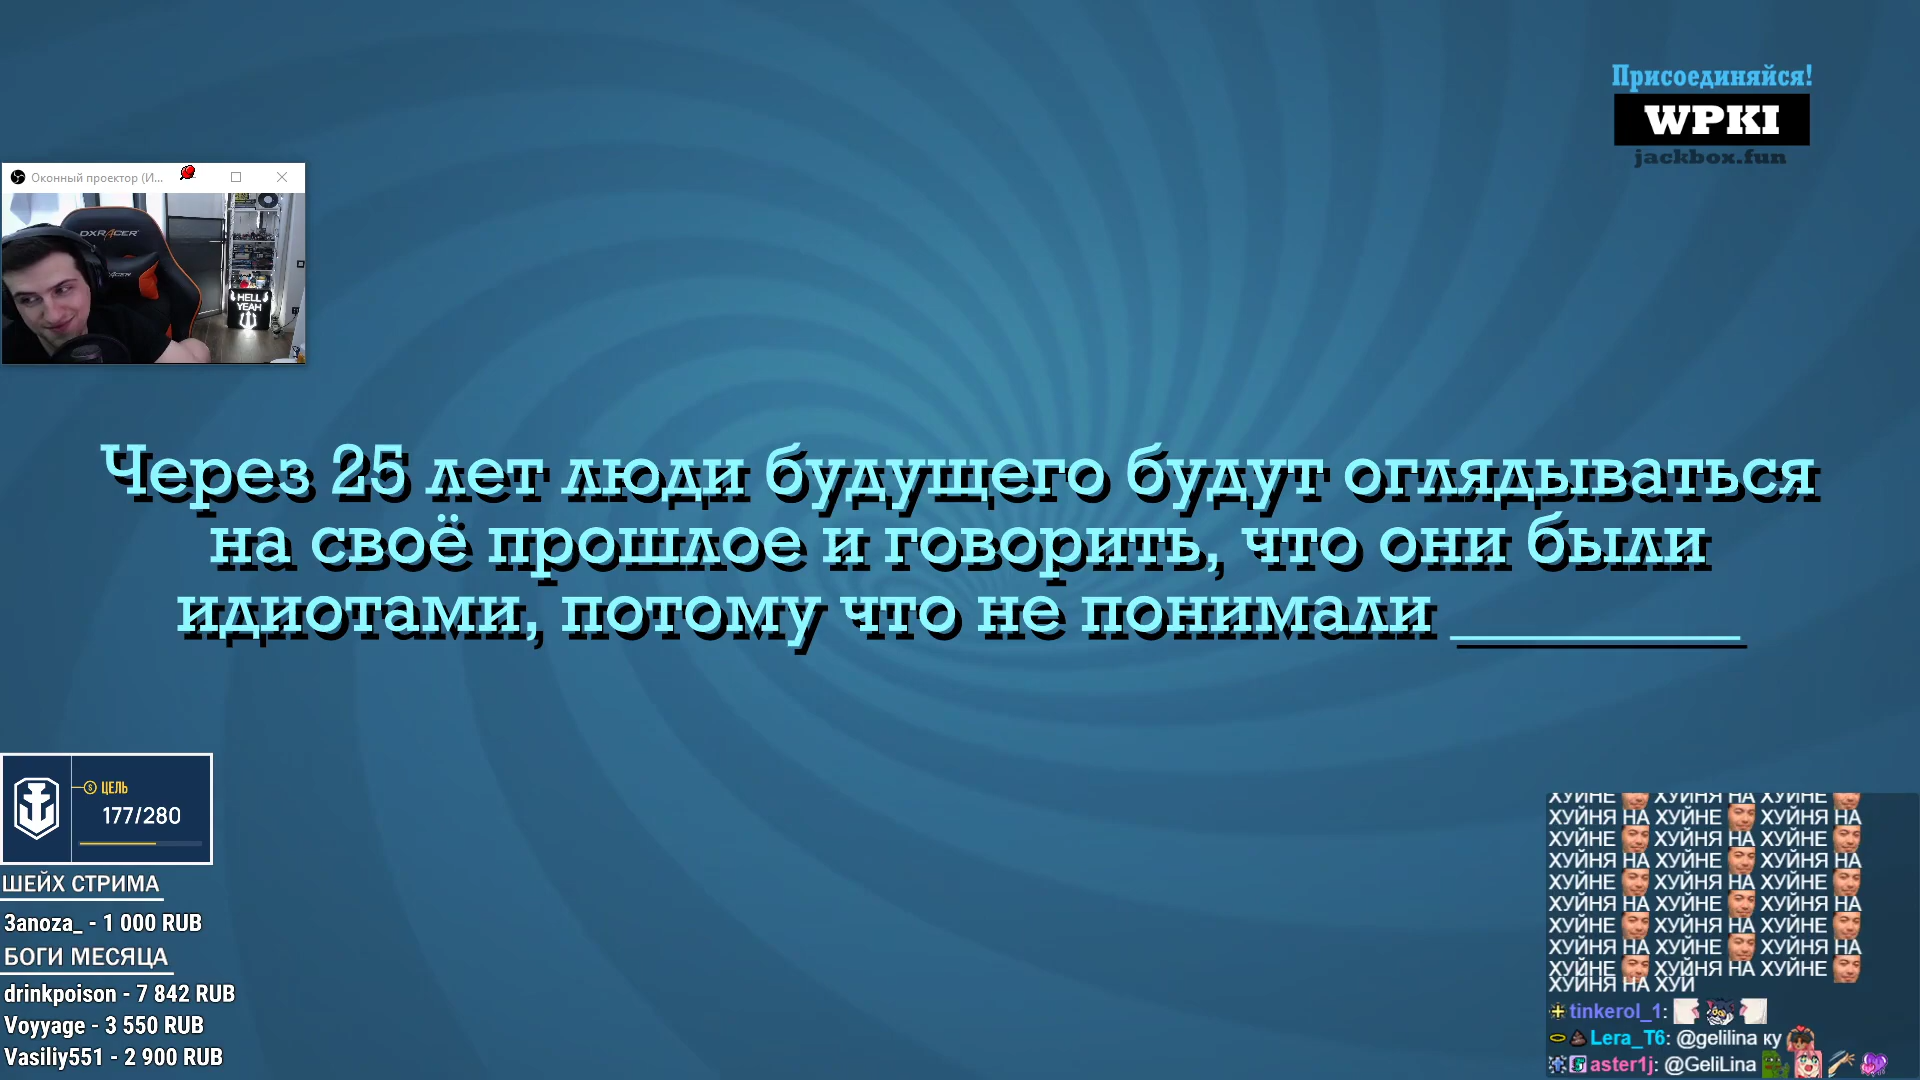 Присоединяйся!
WPKI
jackbox.fun
Оконный проектор (И...
DXRACER
HELL
YEAH
Через 25 лет люди будущего будут оглядываться
на своё прошлое и говорить, что они были
идиотами, потому что не понимали __________
ЦЕЛЬ
177/280
ШЕЙХ СТРИМА
3anoza_ - 1 000 RUB
БОГИ МЕСЯЦА
drinkpoison - 7 842 RUB
Voyyage - 3 550 RUB
Vasiliy551 - 2 900 RUB
ХУЙНЕ ХУЙНЯ НА ХУЙНЕ
ХУЙНЯ НА ХУЙНЕ ХУЙНЯ НА
ХУЙНЕ ХУЙНЯ НА ХУЙНЕ
ХУЙНЯ НА ХУЙНЕ ХУЙНЯ НА
ХУЙНЕ ХУЙНЯ НА ХУЙНЕ
ХУЙНЯ НА ХУЙНЕ ХУЙНЯ НА
ХУЙНЕ ХУЙНЯ НА ХУЙНЕ
ХУЙНЯ НА ХУЙНЕ ХУЙНЯ НА
ХУЙНЕ ХУЙНЯ НА ХУЙНЕ
ХУЙНЯ НА ХУЙ
tinkerol_1:
Lera_T6: @gelilina ку
aster1j: @GeliLina